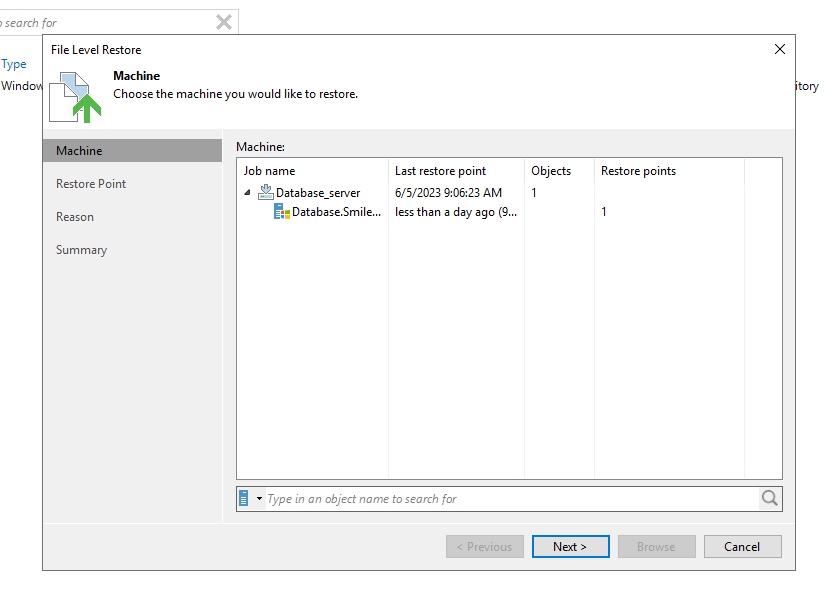 o search for
File Level Restore
Type
Machine
Choose the machine you would like to restore.
Window
itory
Machine
Restore Point
Reason
Summary
Machine:
Job name Last restore point Objects Restore points
Database_server 6/5/2023 9:06:23 AM 1
Database.Smile... less than a day ago (9... 1
Type in an object name to search for
< Previous Next > Browse Cancel